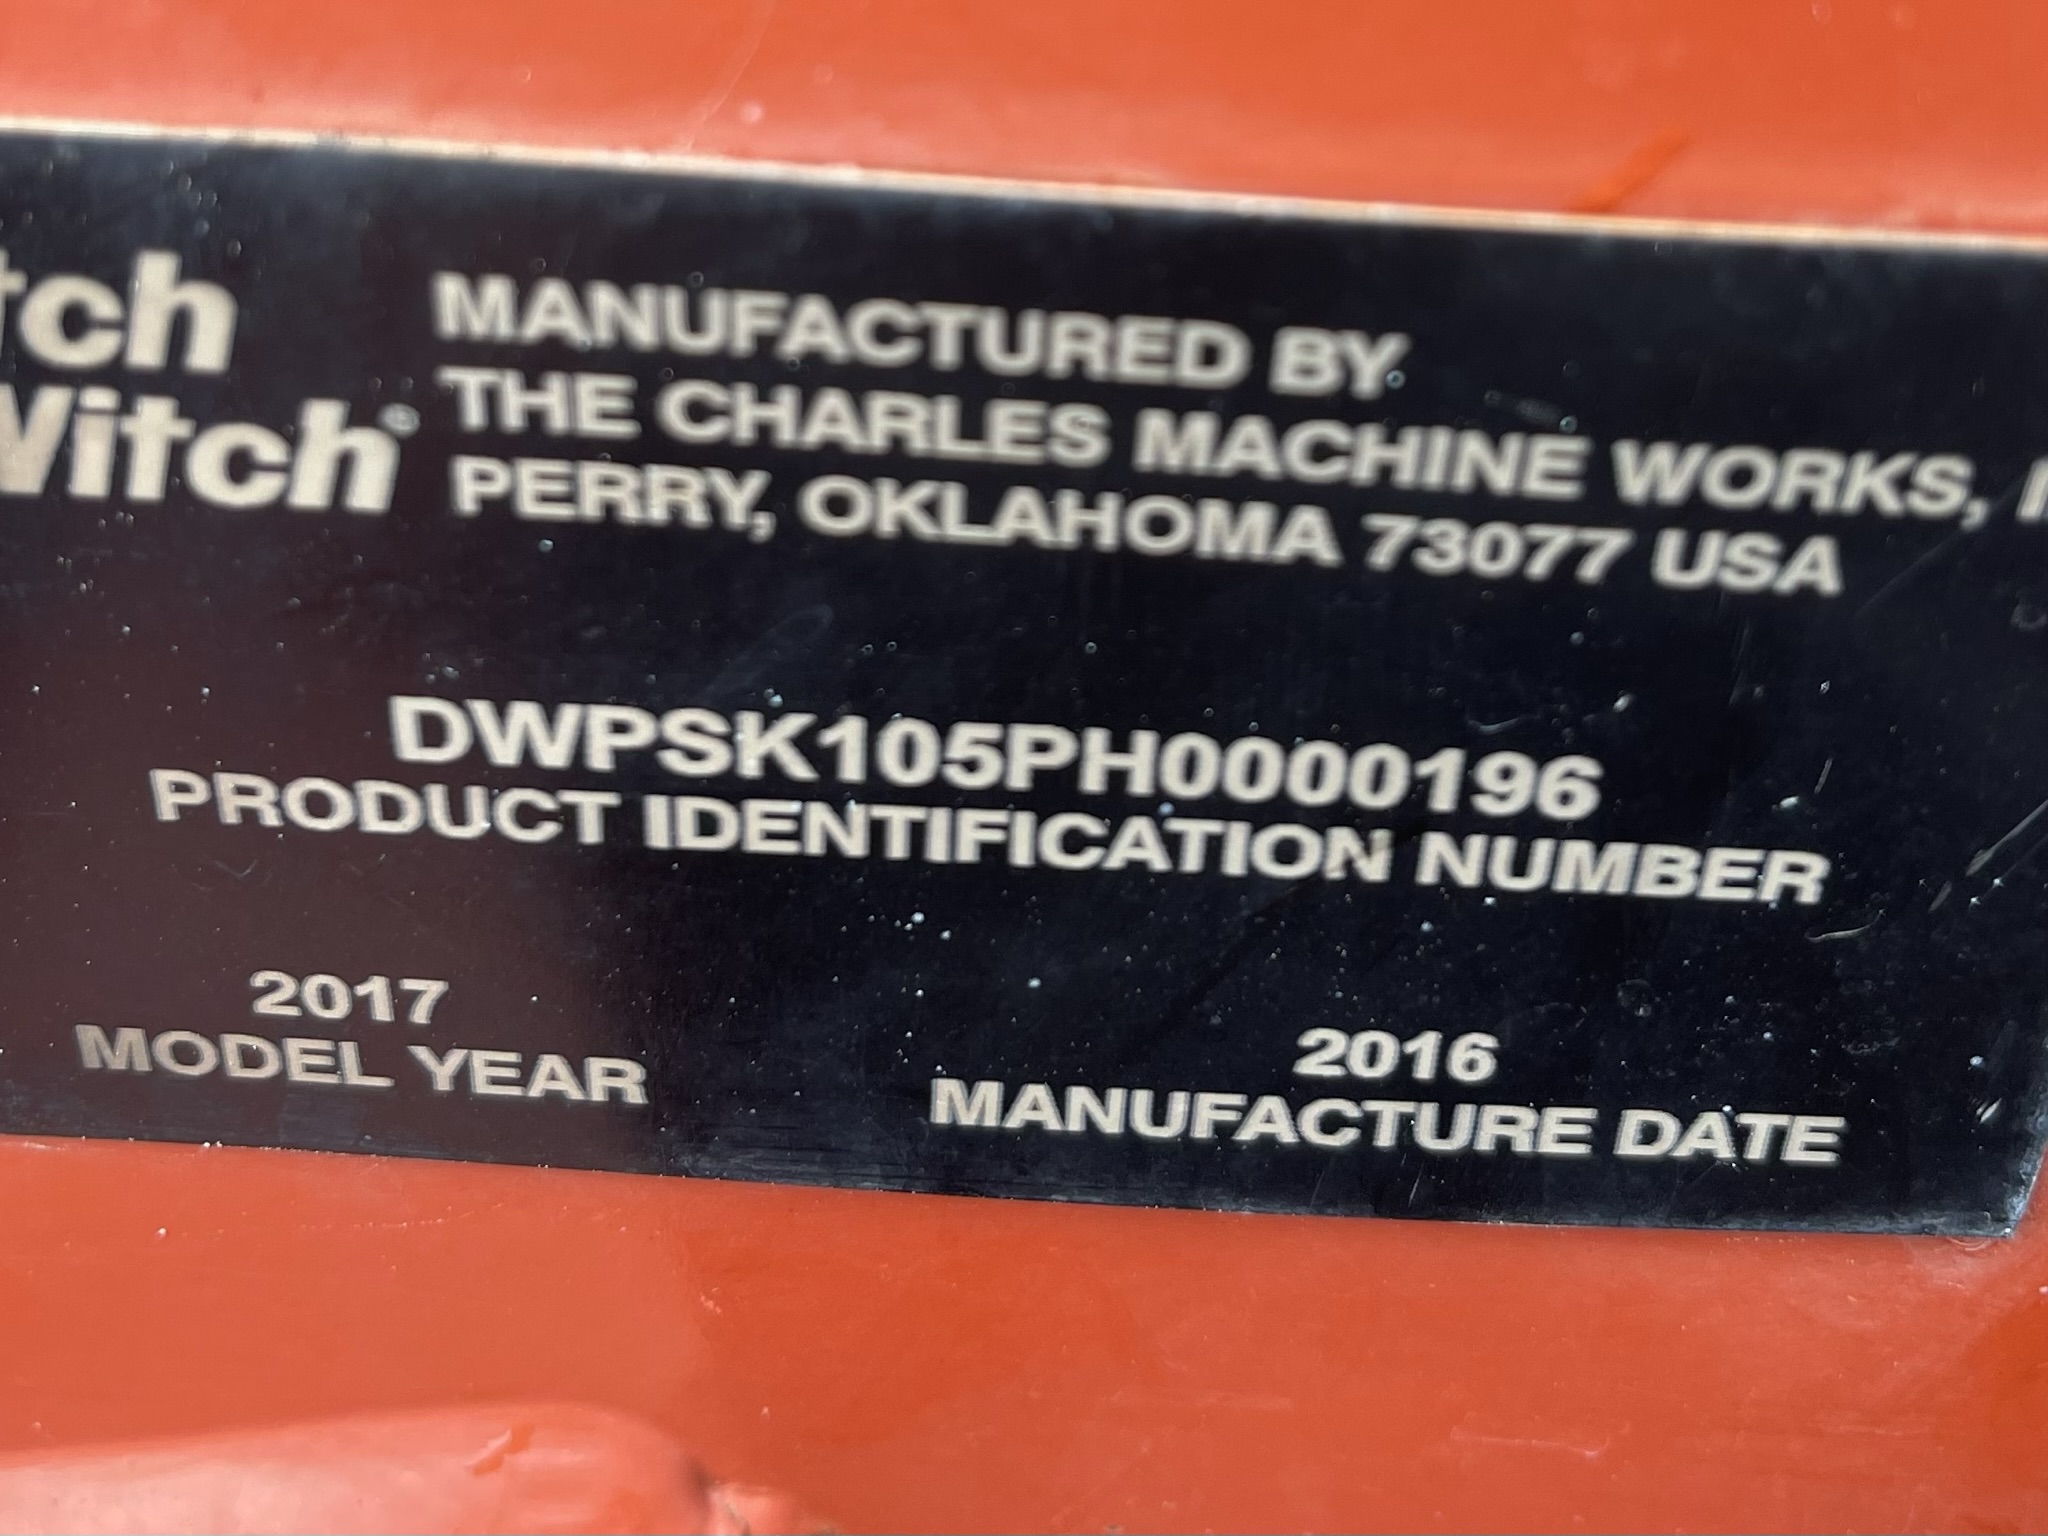 tch
Witch®
MANUFACTURED BY
THE CHARLES MACHINE WORKS,
PERRY, OKLAHOMA 73077 USA
DWPSK105PH0000196
PRODUCT IDENTIFICATION NUMBER
2017
MODEL YEAR
2016
MANUFACTURE DATE